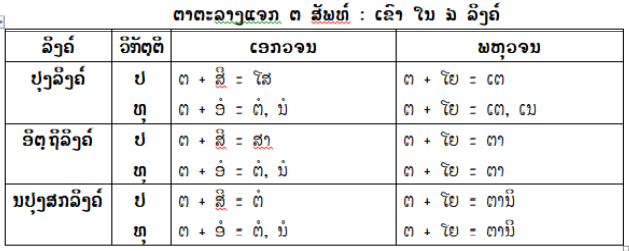 ຕາຕະລາງແຈກ ຕ ສັພທ໌ : ເຂົາ ໃນ ໓ ລິງຄ໌
ລິງຄ໌ ວິກັຕຕິ ເອກວຈນ ພຫຸວຈນ
ປຸງລິງຄ໌ ປ ຕ + ສິ = ໂສ ຕ + ໂຍ = ເຕ
ທຸ ຕ + ອໍ = ຕໍ, ນໍ ຕ + ໂຍ = ເຕ, ເນ
ອິຕຖິລິງຄ໌ ປ ຕ + ສິ = ສາ ຕ + ໂຍ = ຕາ
ທຸ ຕ + ອໍ = ຕໍ, ນໍ ຕ + ໂຍ = ຕາ
ນປຸງສກລິງຄ໌ ປ ຕ + ສິ = ຕໍ ຕ + ໂຍ = ຕານິ
ທຸ ຕ + ອໍ = ຕໍ, ນໍ ຕ + ໂຍ = ຕານິ